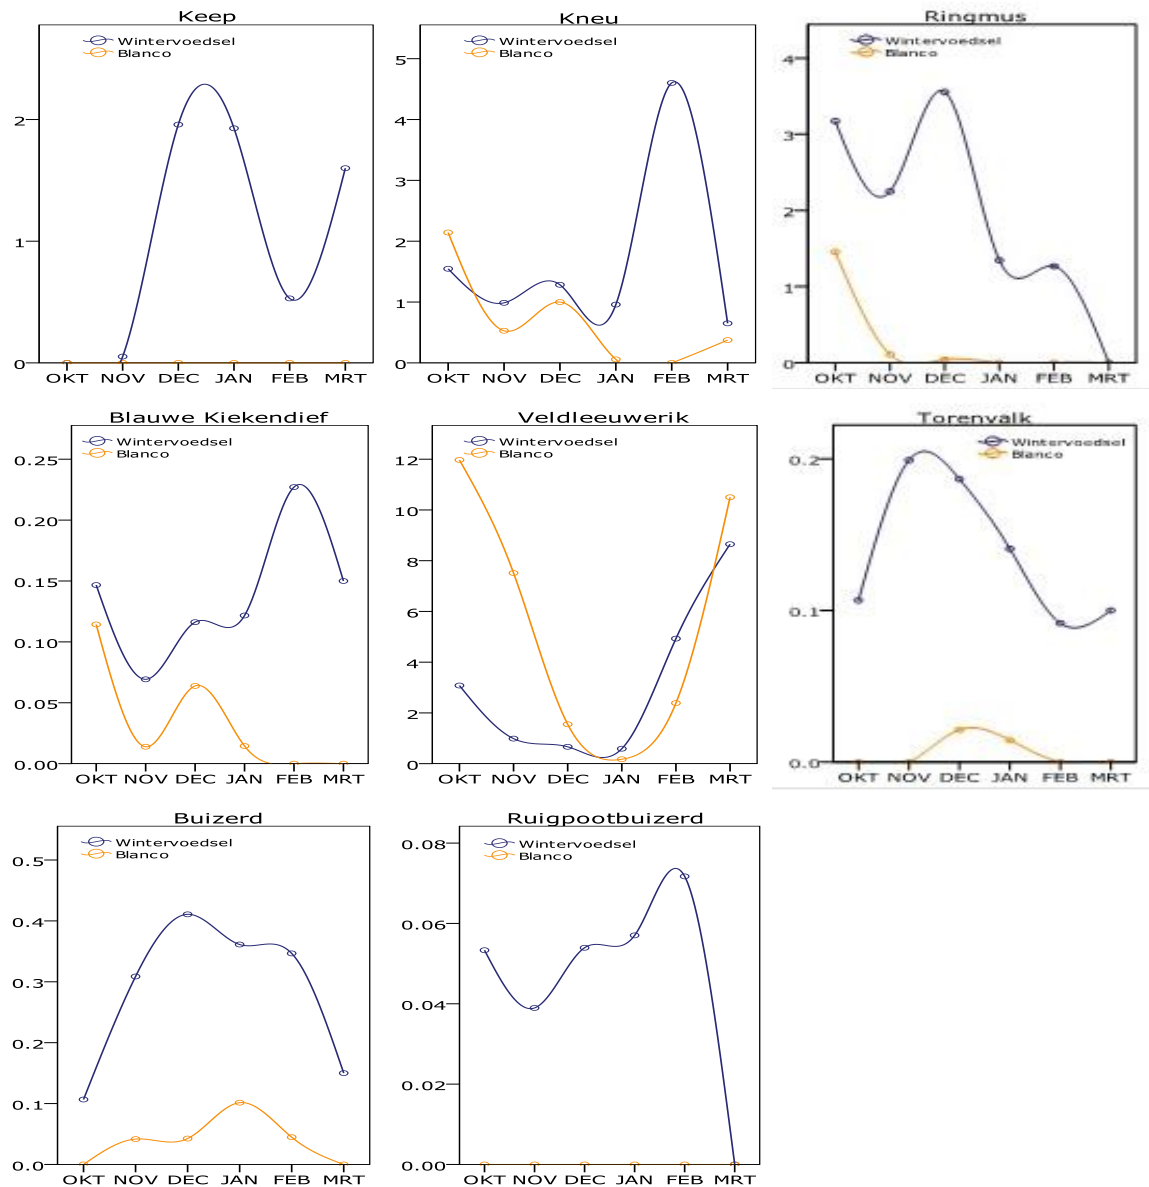 Keep
Wintervoedsel
Blanco
2
1
0
OKT NOV DEC JAN FEB MRT
Kneu
Wintervoedsel
Blanco
5
4
3
2
1
0
OKT NOV DEC JAN FEB MRT
Ringmus
Wintervoedsel
Blanco
4
3
2
1
0
OKT NOV DEC JAN FEB MRT
Blauwe Kiekendief
Wintervoedsel
Blanco
0.25
0.20
0.15
0.10
0.05
0.00
OKT NOV DEC JAN FEB MRT
Veldleeuwerik
Wintervoedsel
Blanco
12
10
8
6
4
2
0
OKT NOV DEC JAN FEB MRT
Torenvalk
Wintervoedsel
Blanco
0.2
0.1
0.0
OKT NOV DEC JAN FEB MRT
Buizerd
Wintervoedsel
Blanco
0.5
0.4
0.3
0.2
0.1
0.0
OKT NOV DEC JAN FEB MRT
Ruigpootbuizerd
Wintervoedsel
Blanco
0.08
0.06
0.04
0.02
0.00
OKT NOV DEC JAN FEB MRT